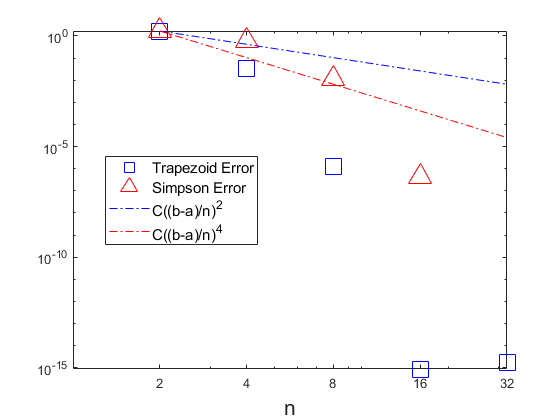 10^0
10^-5
10^-10
10^-15
Trapezoid Error
Simpson Error
C((b-a)/n)^2
C((b-a)/n)^4
2 4 8 16 32
n